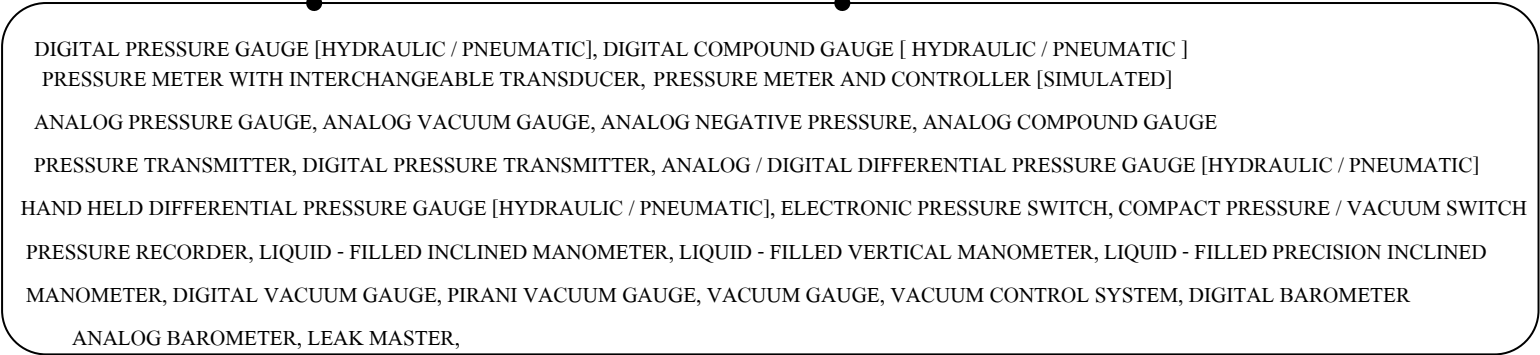 DIGITAL PRESSURE GAUGE [HYDRAULIC / PNEUMATIC], DIGITAL COMPOUND GAUGE [ HYDRAULIC / PNEUMATIC ]
PRESSURE METER WITH INTERCHANGEABLE TRANSDUCER, PRESSURE METER AND CONTROLLER [SIMULATED]
ANALOG PRESSURE GAUGE, ANALOG VACUUM GAUGE, ANALOG NEGATIVE PRESSURE, ANALOG COMPOUND GAUGE
PRESSURE TRANSMITTER, DIGITAL PRESSURE TRANSMITTER, ANALOG / DIGITAL DIFFERENTIAL PRESSURE GAUGE [HYDRAULIC / PNEUMATIC]
HAND HELD DIFFERENTIAL PRESSURE GAUGE [HYDRAULIC / PNEUMATIC], ELECTRONIC PRESSURE SWITCH, COMPACT PRESSURE / VACUUM SWITCH
PRESSURE RECORDER, LIQUID - FILLED INCLINED MANOMETER, LIQUID - FILLED VERTICAL MANOMETER, LIQUID - FILLED PRECISION INCLINED
MANOMETER, DIGITAL VACUUM GAUGE, PIRANI VACUUM GAUGE, VACUUM GAUGE, VACUUM CONTROL SYSTEM, DIGITAL BAROMETER
ANALOG BAROMETER, LEAK MASTER,